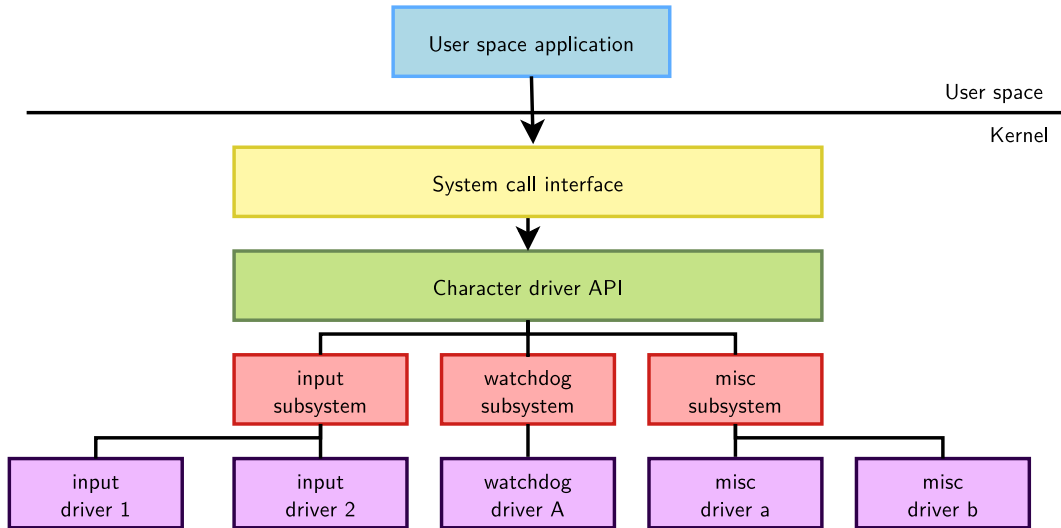 User space application
User space
Kernel
System call interface
Character driver API
input
subsystem
watchdog
subsystem
misc
subsystem
input
driver 1
input
driver 2
watchdog
driver A
misc
driver a
misc
driver b